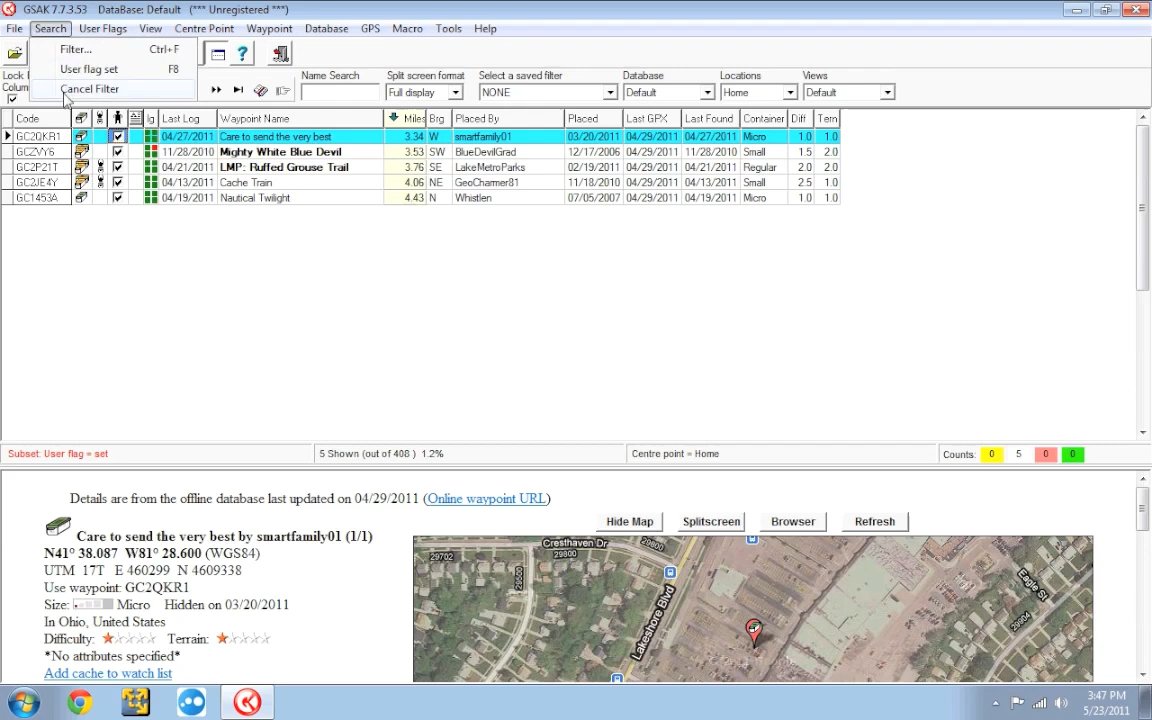 GSAK 7.7.3.53 DataBase: Default (*** Unregistered ***)
File Search User Flags View Centre Point Waypoint Database GPS Macro Tools Help
Filter... Ctrl+F
User flag set F8
Cancel Filter
Lock
Colum
Name Search Split screen format Select a saved filter Database Locations Views
Full display NONE Default Home Default
Code Ig Last Log Waypoint Name Miles Brg Placed By Placed Last GPX Last Found Container Diff Terr
GC2QKR1 04/27/2011 Care to send the very best 3.34 W smartfamily01 03/20/2011 04/29/2011 04/27/2011 Micro 1.0 1.0
GCZVY6 11/28/2010 Mighty White Blue Devil 3.53 SW BlueDevilGrad 12/17/2006 04/29/2011 11/28/2010 Small 1.5 2.0
GC2P21T 04/21/2011 LMP: Ruffed Grouse Trail 3.76 SE LakeMetroParks 02/19/2011 04/29/2011 04/21/2011 Regular 2.0 2.0
GC2JE4Y 04/13/2011 Cache Train 4.06 NE GeoCharmer81 11/18/2010 04/29/2011 04/13/2011 Small 2.5 1.0
GC1453A 04/19/2011 Nautical Twilight 4.43 N Whistlen 07/05/2007 04/29/2011 04/19/2011 Micro 1.0 1.0
Subset: User flag = set 5 Shown (out of 408 ) 1.2% Centre point = Home Counts: 0 5 0 0
Details are from the offline database last updated on 04/29/2011 (Online waypoint URL)
Hide Map Splitscreen Browser Refresh
Care to send the very best by smartfamily01 (1/1)
N41° 38.087 W81° 28.600 (WGS84)
UTM 17T E 460299 N 4609338
Use waypoint: GC2QKR1
Size: Micro Hidden on 03/20/2011
In Ohio, United States
Difficulty: Terrain:
*No attributes specified*
Add cache to watch list
Cresthaven Dr
29702
29800
29800
29600
Lakeshore Blvd
Eagle St
29904
3:47 PM
5/23/2011